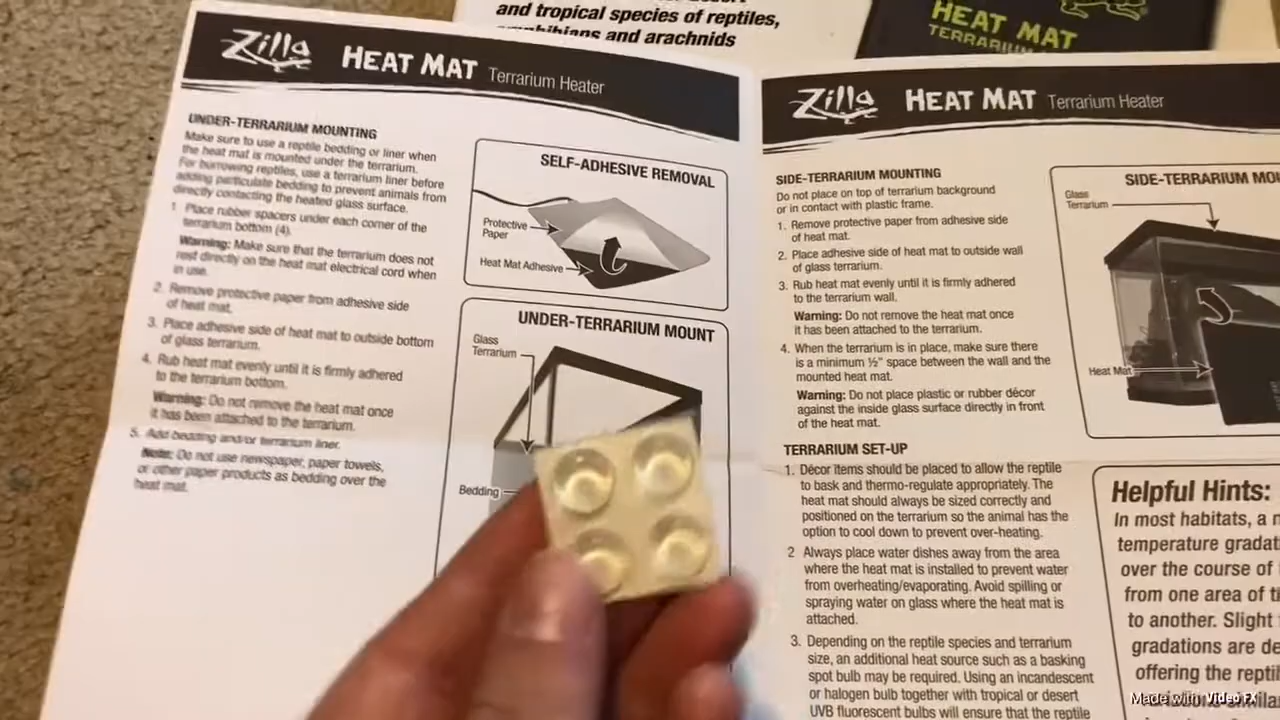 and tropical species of reptiles,
amphibians and arachnids
HEAT MAT
TERRARIUM
Zilla HEAT MAT Terrarium Heater
UNDER-TERRARIUM MOUNTING
Make sure to use a reptile bedding or liner when
the heat mat is mounted under the terrarium.
For burrowing reptiles, use a terrarium liner before
adding particulate bedding to prevent animals from
directly contacting the heated glass surface.
1 Place rubber spacers under each corner of the
terrarium bottom (4).
Warning: Make sure that the terrarium does not
rest directly on the heat mat electrical cord when
in use.
2. Remove protective paper from adhesive side
of heat mat.
3. Place adhesive side of heat mat to outside bottom
of glass terrarium.
4. Rub heat mat evenly until it is firmly adhered
to the terrarium bottom.
Warning: Do not remove the heat mat once
it has been attached to the terrarium.
5. Add bedding and/or terrarium liner.
Note: Do not use newspaper, paper towels,
or other paper products as bedding over the
heat mat.
SELF-ADHESIVE REMOVAL
Protective
Paper
Heat Mat Adhesive
UNDER-TERRARIUM MOUNT
Glass
Terrarium
Bedding
Zilla HEAT MAT Terrarium Heater
SIDE-TERRARIUM MOUNTING
Do not place on top of terrarium background
or in contact with plastic frame.
1. Remove protective paper from adhesive side
of heat mat.
2. Place adhesive side of heat mat to outside wall
of glass terrarium.
3. Rub heat mat evenly until it is firmly adhered
to the terrarium wall.
Warning: Do not remove the heat mat once
it has been attached to the terrarium.
4. When the terrarium is in place, make sure there
is a minimum ½" space between the wall and the
mounted heat mat.
Warning: Do not place plastic or rubber décor
against the inside glass surface directly in front
of the heat mat.
TERRARIUM SET-UP
1. Décor items should be placed to allow the reptile
to bask and thermo-regulate appropriately. The
heat mat should always be sized correctly and
positioned on the terrarium so the animal has the
option to cool down to prevent over-heating.
2 Always place water dishes away from the area
where the heat mat is installed to prevent water
from overheating/evaporating. Avoid spilling or
spraying water on glass where the heat mat is
attached.
3. Depending on the reptile species and terrarium
size, an additional heat source such as a basking
spot bulb may be required. Using an incandescent
or halogen bulb together with tropical or desert
UVB fluorescent bulbs will ensure that the reptile
SIDE-TERRARIUM MOU
Glass
Terrarium
Heat Mat
Helpful Hints:
In most habitats, a
temperature gradat
over the course of
from one area of
to another. Slight
gradations are de
offering the repti
Made with Video FX